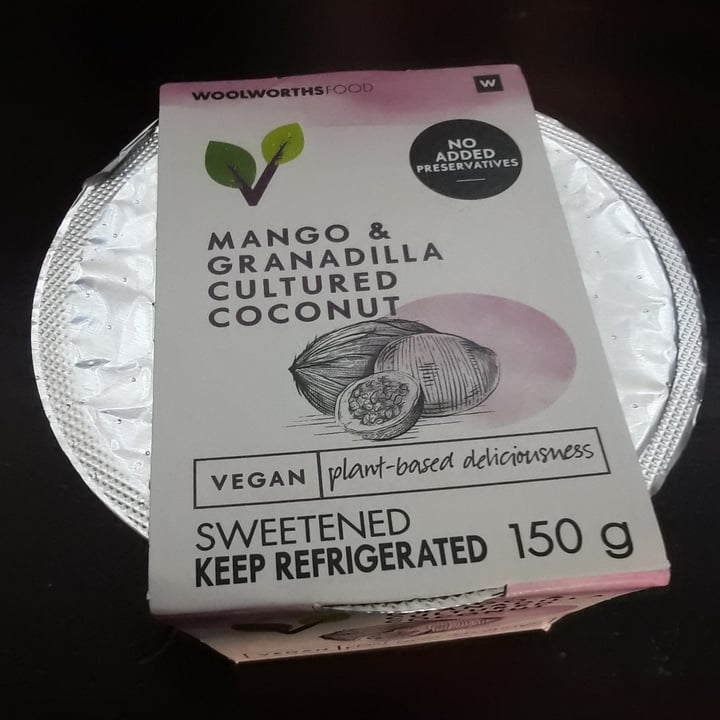 WOOLWORTHSFOOD
W
NO
ADDED
PRESERVATIVES
MANGO &
GRANADILLA
CULTURED
COCONUT
VEGAN plant-based deliciousness
SWEETENED
KEEP REFRIGERATED 150 g